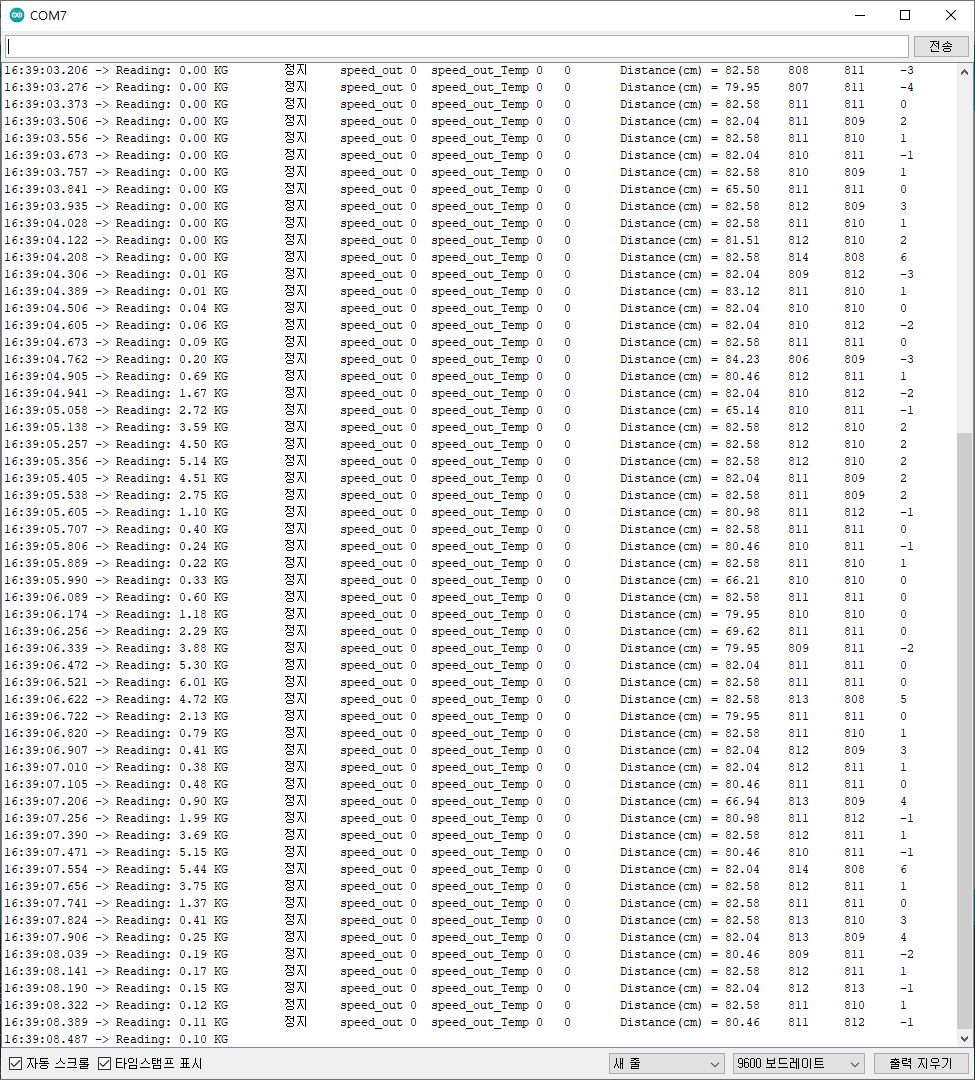 COM7
전송
16:39:03.206 -> Reading: 0.00 KG 정지 speed_out 0 speed_out_Temp 0 0 Distance(cm) = 82.58 808 811 -3
16:39:03.276 -> Reading: 0.00 KG 정지 speed_out 0 speed_out_Temp 0 0 Distance(cm) = 79.95 807 811 -4
16:39:03.373 -> Reading: 0.00 KG 정지 speed_out 0 speed_out_Temp 0 0 Distance(cm) = 82.58 811 811 0
16:39:03.506 -> Reading: 0.00 KG 정지 speed_out 0 speed_out_Temp 0 0 Distance(cm) = 82.04 811 809 2
16:39:03.556 -> Reading: 0.00 KG 정지 speed_out 0 speed_out_Temp 0 0 Distance(cm) = 82.58 811 810 1
16:39:03.673 -> Reading: 0.00 KG 정지 speed_out 0 speed_out_Temp 0 0 Distance(cm) = 82.04 810 811 -1
16:39:03.757 -> Reading: 0.00 KG 정지 speed_out 0 speed_out_Temp 0 0 Distance(cm) = 82.58 810 809 1
16:39:03.841 -> Reading: 0.00 KG 정지 speed_out 0 speed_out_Temp 0 0 Distance(cm) = 65.50 811 811 0
16:39:03.935 -> Reading: 0.00 KG 정지 speed_out 0 speed_out_Temp 0 0 Distance(cm) = 82.58 812 809 3
16:39:04.028 -> Reading: 0.00 KG 정지 speed_out 0 speed_out_Temp 0 0 Distance(cm) = 82.58 811 810 1
16:39:04.122 -> Reading: 0.00 KG 정지 speed_out 0 speed_out_Temp 0 0 Distance(cm) = 81.51 812 810 2
16:39:04.208 -> Reading: 0.00 KG 정지 speed_out 0 speed_out_Temp 0 0 Distance(cm) = 82.58 814 808 6
16:39:04.306 -> Reading: 0.01 KG 정지 speed_out 0 speed_out_Temp 0 0 Distance(cm) = 82.04 809 812 -3
16:39:04.389 -> Reading: 0.01 KG 정지 speed_out 0 speed_out_Temp 0 0 Distance(cm) = 83.12 811 810 1
16:39:04.506 -> Reading: 0.04 KG 정지 speed_out 0 speed_out_Temp 0 0 Distance(cm) = 82.04 810 810 0
16:39:04.605 -> Reading: 0.06 KG 정지 speed_out 0 speed_out_Temp 0 0 Distance(cm) = 82.04 810 812 -2
16:39:04.673 -> Reading: 0.09 KG 정지 speed_out 0 speed_out_Temp 0 0 Distance(cm) = 82.58 811 811 0
16:39:04.762 -> Reading: 0.20 KG 정지 speed_out 0 speed_out_Temp 0 0 Distance(cm) = 84.23 806 809 -3
16:39:04.905 -> Reading: 0.69 KG 정지 speed_out 0 speed_out_Temp 0 0 Distance(cm) = 80.46 812 811 1
16:39:04.941 -> Reading: 1.67 KG 정지 speed_out 0 speed_out_Temp 0 0 Distance(cm) = 82.04 810 812 -2
16:39:05.058 -> Reading: 2.72 KG 정지 speed_out 0 speed_out_Temp 0 0 Distance(cm) = 65.14 810 811 -1
16:39:05.138 -> Reading: 3.59 KG 정지 speed_out 0 speed_out_Temp 0 0 Distance(cm) = 82.58 812 810 2
16:39:05.257 -> Reading: 4.50 KG 정지 speed_out 0 speed_out_Temp 0 0 Distance(cm) = 82.58 812 810 2
16:39:05.356 -> Reading: 5.14 KG 정지 speed_out 0 speed_out_Temp 0 0 Distance(cm) = 82.58 812 810 2
16:39:05.405 -> Reading: 4.51 KG 정지 speed_out 0 speed_out_Temp 0 0 Distance(cm) = 82.04 811 809 2
16:39:05.538 -> Reading: 2.75 KG 정지 speed_out 0 speed_out_Temp 0 0 Distance(cm) = 82.58 811 809 2
16:39:05.605 -> Reading: 1.10 KG 정지 speed_out 0 speed_out_Temp 0 0 Distance(cm) = 80.98 811 812 -1
16:39:05.707 -> Reading: 0.40 KG 정지 speed_out 0 speed_out_Temp 0 0 Distance(cm) = 82.58 811 811 0
16:39:05.806 -> Reading: 0.24 KG 정지 speed_out 0 speed_out_Temp 0 0 Distance(cm) = 80.46 810 811 -1
16:39:05.889 -> Reading: 0.22 KG 정지 speed_out 0 speed_out_Temp 0 0 Distance(cm) = 82.58 811 810 1
16:39:05.990 -> Reading: 0.33 KG 정지 speed_out 0 speed_out_Temp 0 0 Distance(cm) = 66.21 810 810 0
16:39:06.089 -> Reading: 0.60 KG 정지 speed_out 0 speed_out_Temp 0 0 Distance(cm) = 82.58 811 811 0
16:39:06.174 -> Reading: 1.18 KG 정지 speed_out 0 speed_out_Temp 0 0 Distance(cm) = 79.95 810 810 0
16:39:06.256 -> Reading: 2.29 KG 정지 speed_out 0 speed_out_Temp 0 0 Distance(cm) = 69.62 811 811 0
16:39:06.339 -> Reading: 3.88 KG 정지 speed_out 0 speed_out_Temp 0 0 Distance(cm) = 79.95 809 811 -2
16:39:06.472 -> Reading: 5.30 KG 정지 speed_out 0 speed_out_Temp 0 0 Distance(cm) = 82.04 811 811 0
16:39:06.521 -> Reading: 6.01 KG 정지 speed_out 0 speed_out_Temp 0 0 Distance(cm) = 82.58 811 811 0
16:39:06.622 -> Reading: 4.72 KG 정지 speed_out 0 speed_out_Temp 0 0 Distance(cm) = 82.58 813 808 5
16:39:06.722 -> Reading: 2.13 KG 정지 speed_out 0 speed_out_Temp 0 0 Distance(cm) = 79.95 811 811 0
16:39:06.820 -> Reading: 0.79 KG 정지 speed_out 0 speed_out_Temp 0 0 Distance(cm) = 82.58 811 810 1
16:39:06.907 -> Reading: 0.41 KG 정지 speed_out 0 speed_out_Temp 0 0 Distance(cm) = 82.04 812 809 3
16:39:07.010 -> Reading: 0.38 KG 정지 speed_out 0 speed_out_Temp 0 0 Distance(cm) = 82.04 812 811 1
16:39:07.105 -> Reading: 0.48 KG 정지 speed_out 0 speed_out_Temp 0 0 Distance(cm) = 80.46 811 811 0
16:39:07.206 -> Reading: 0.90 KG 정지 speed_out 0 speed_out_Temp 0 0 Distance(cm) = 66.94 813 809 4
16:39:07.256 -> Reading: 1.99 KG 정지 speed_out 0 speed_out_Temp 0 0 Distance(cm) = 80.98 811 812 -1
16:39:07.390 -> Reading: 3.69 KG 정지 speed_out 0 speed_out_Temp 0 0 Distance(cm) = 82.58 812 811 1
16:39:07.471 -> Reading: 5.15 KG 정지 speed_out 0 speed_out_Temp 0 0 Distance(cm) = 80.46 810 811 -1
16:39:07.554 -> Reading: 5.44 KG 정지 speed_out 0 speed_out_Temp 0 0 Distance(cm) = 82.04 814 808 6
16:39:07.656 -> Reading: 3.75 KG 정지 speed_out 0 speed_out_Temp 0 0 Distance(cm) = 82.58 812 811 1
16:39:07.741 -> Reading: 1.37 KG 정지 speed_out 0 speed_out_Temp 0 0 Distance(cm) = 82.58 811 811 0
16:39:07.824 -> Reading: 0.41 KG 정지 speed_out 0 speed_out_Temp 0 0 Distance(cm) = 82.58 813 810 3
16:39:07.906 -> Reading: 0.25 KG 정지 speed_out 0 speed_out_Temp 0 0 Distance(cm) = 82.04 813 809 4
16:39:08.039 -> Reading: 0.19 KG 정지 speed_out 0 speed_out_Temp 0 0 Distance(cm) = 80.46 809 811 -2
16:39:08.141 -> Reading: 0.17 KG 정지 speed_out 0 speed_out_Temp 0 0 Distance(cm) = 82.58 812 811 1
16:39:08.190 -> Reading: 0.15 KG 정지 speed_out 0 speed_out_Temp 0 0 Distance(cm) = 82.04 812 813 -1
16:39:08.322 -> Reading: 0.12 KG 정지 speed_out 0 speed_out_Temp 0 0 Distance(cm) = 82.58 811 810 1
16:39:08.389 -> Reading: 0.11 KG 정지 speed_out 0 speed_out_Temp 0 0 Distance(cm) = 80.46 811 812 -1
16:39:08.487 -> Reading: 0.10 KG
자동 스크롤 타임스탬프 표시 새 줄 9600 보드레이트 출력 지우기